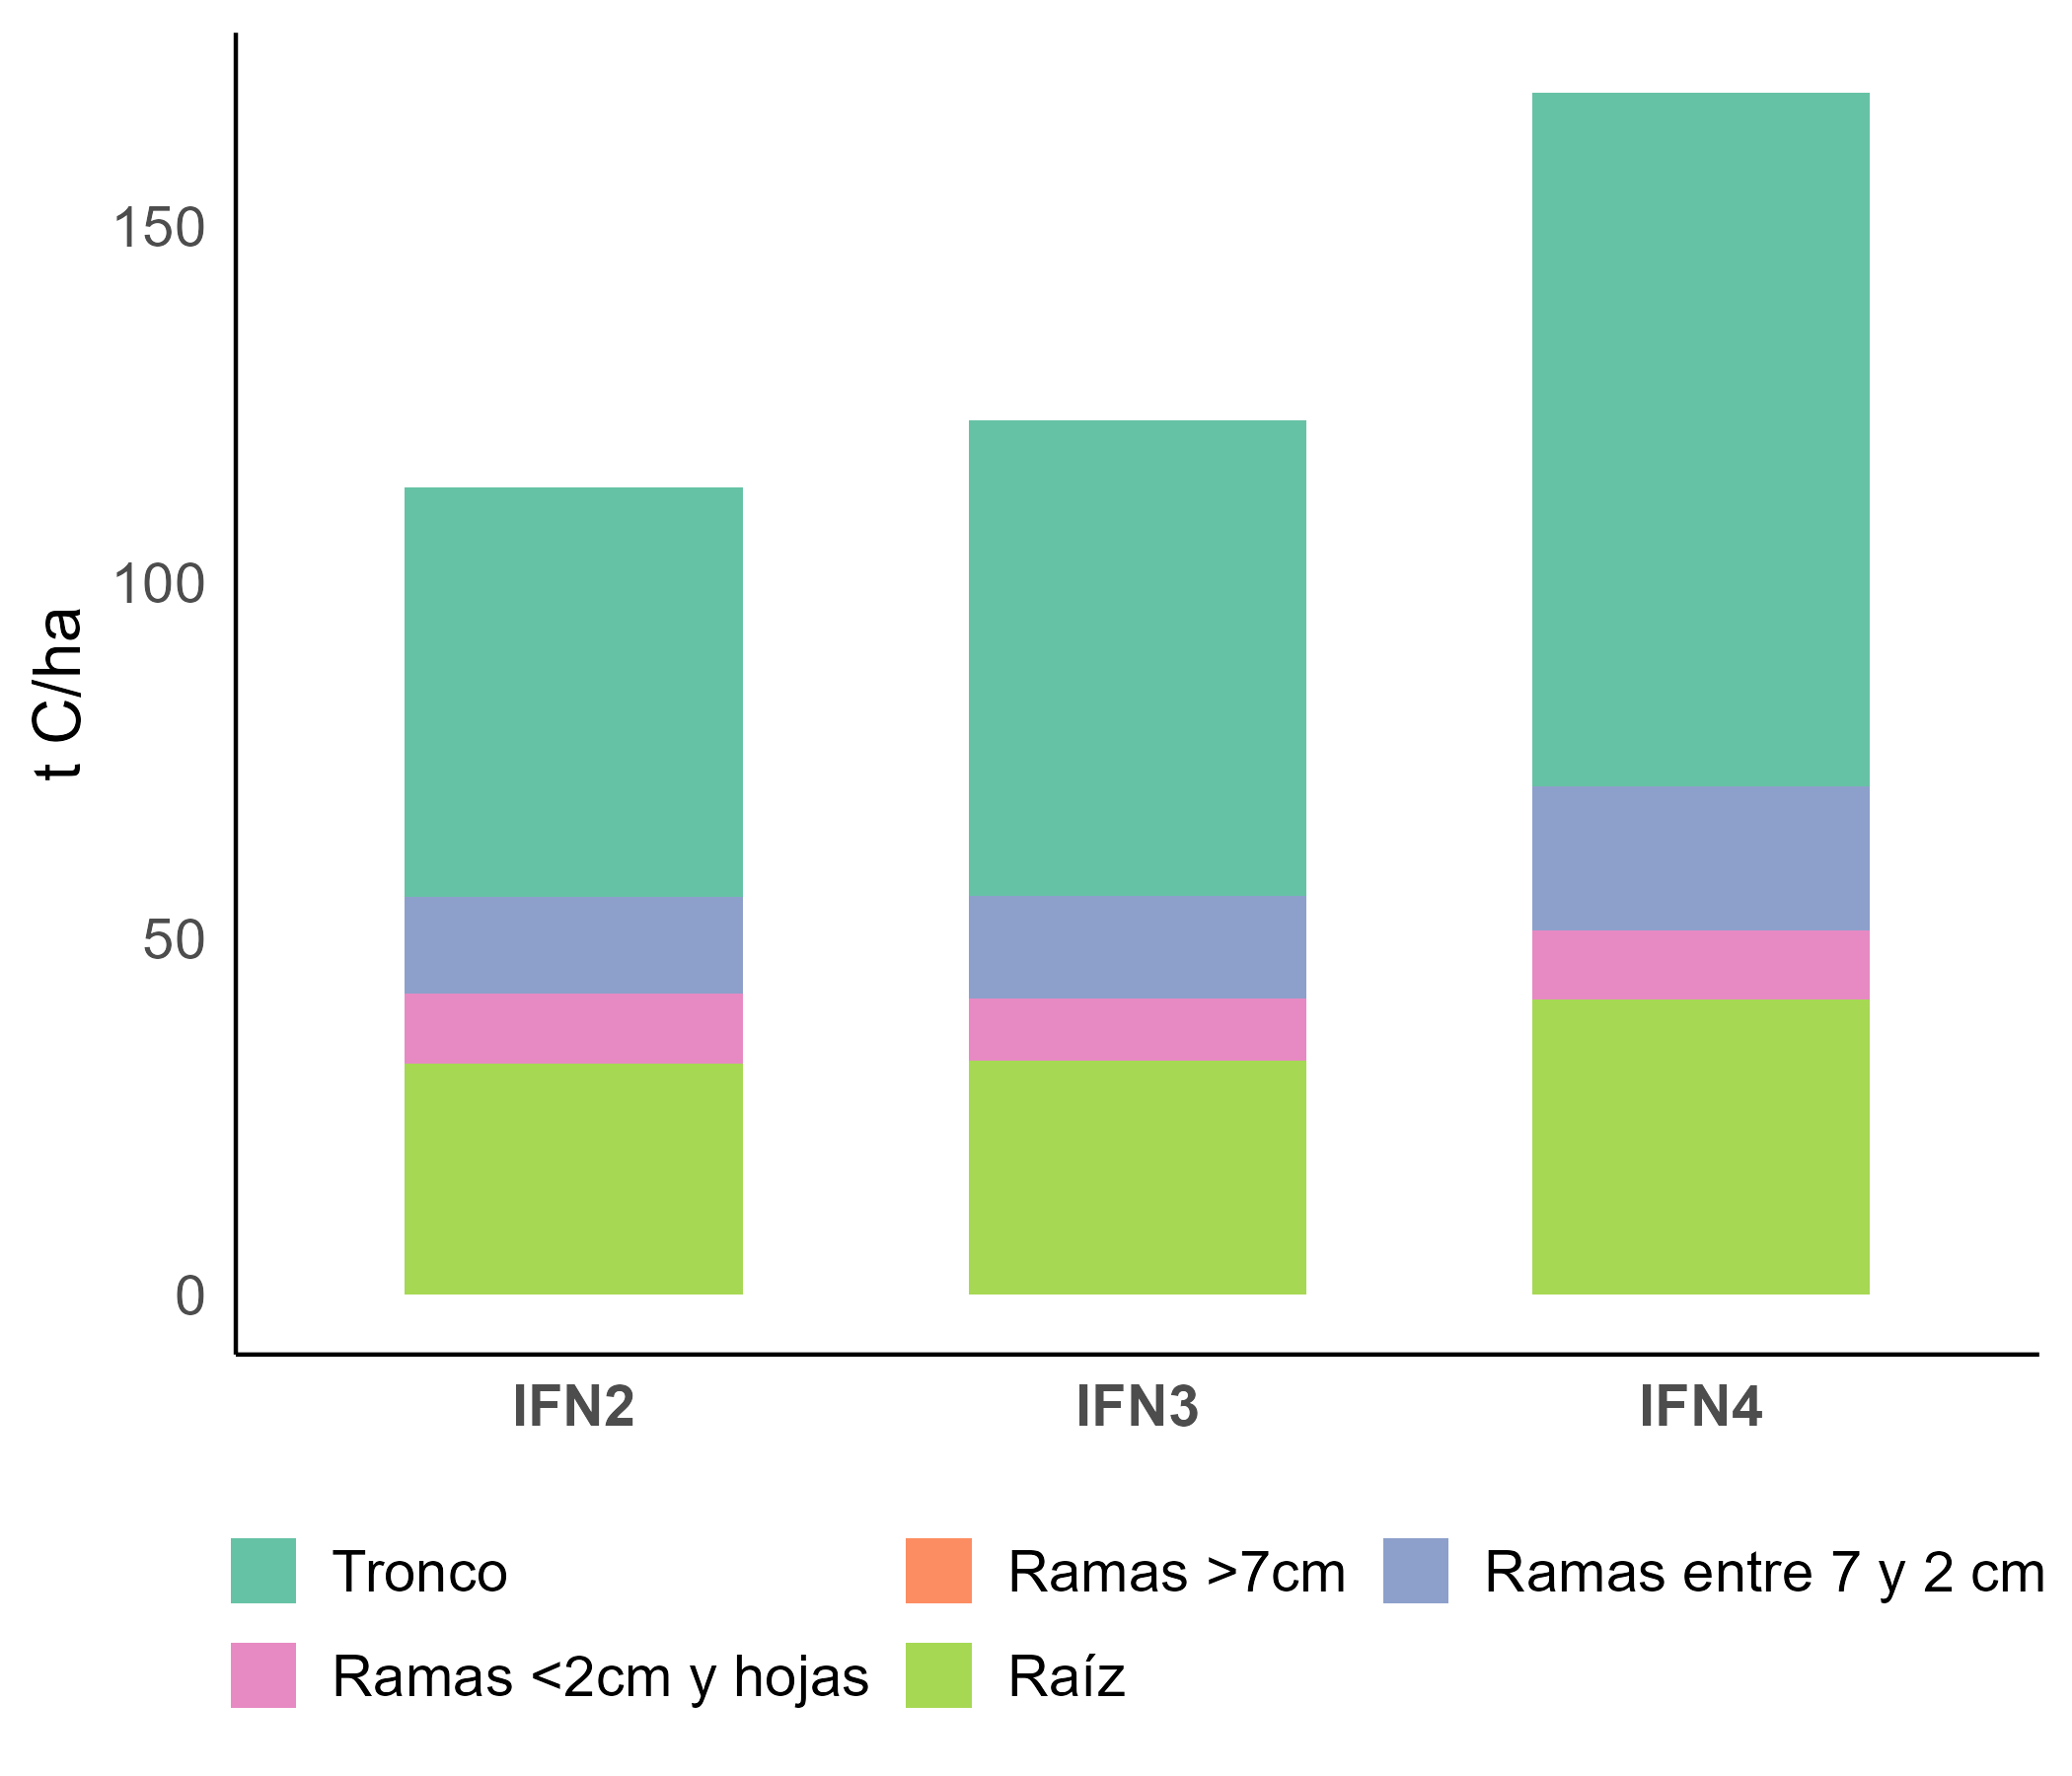 t C/ha
150
100
50
0
IFN2 IFN3 IFN4
Tronco Ramas >7cm Ramas entre 7 y 2 cm
Ramas <2cm y hojas Raíz